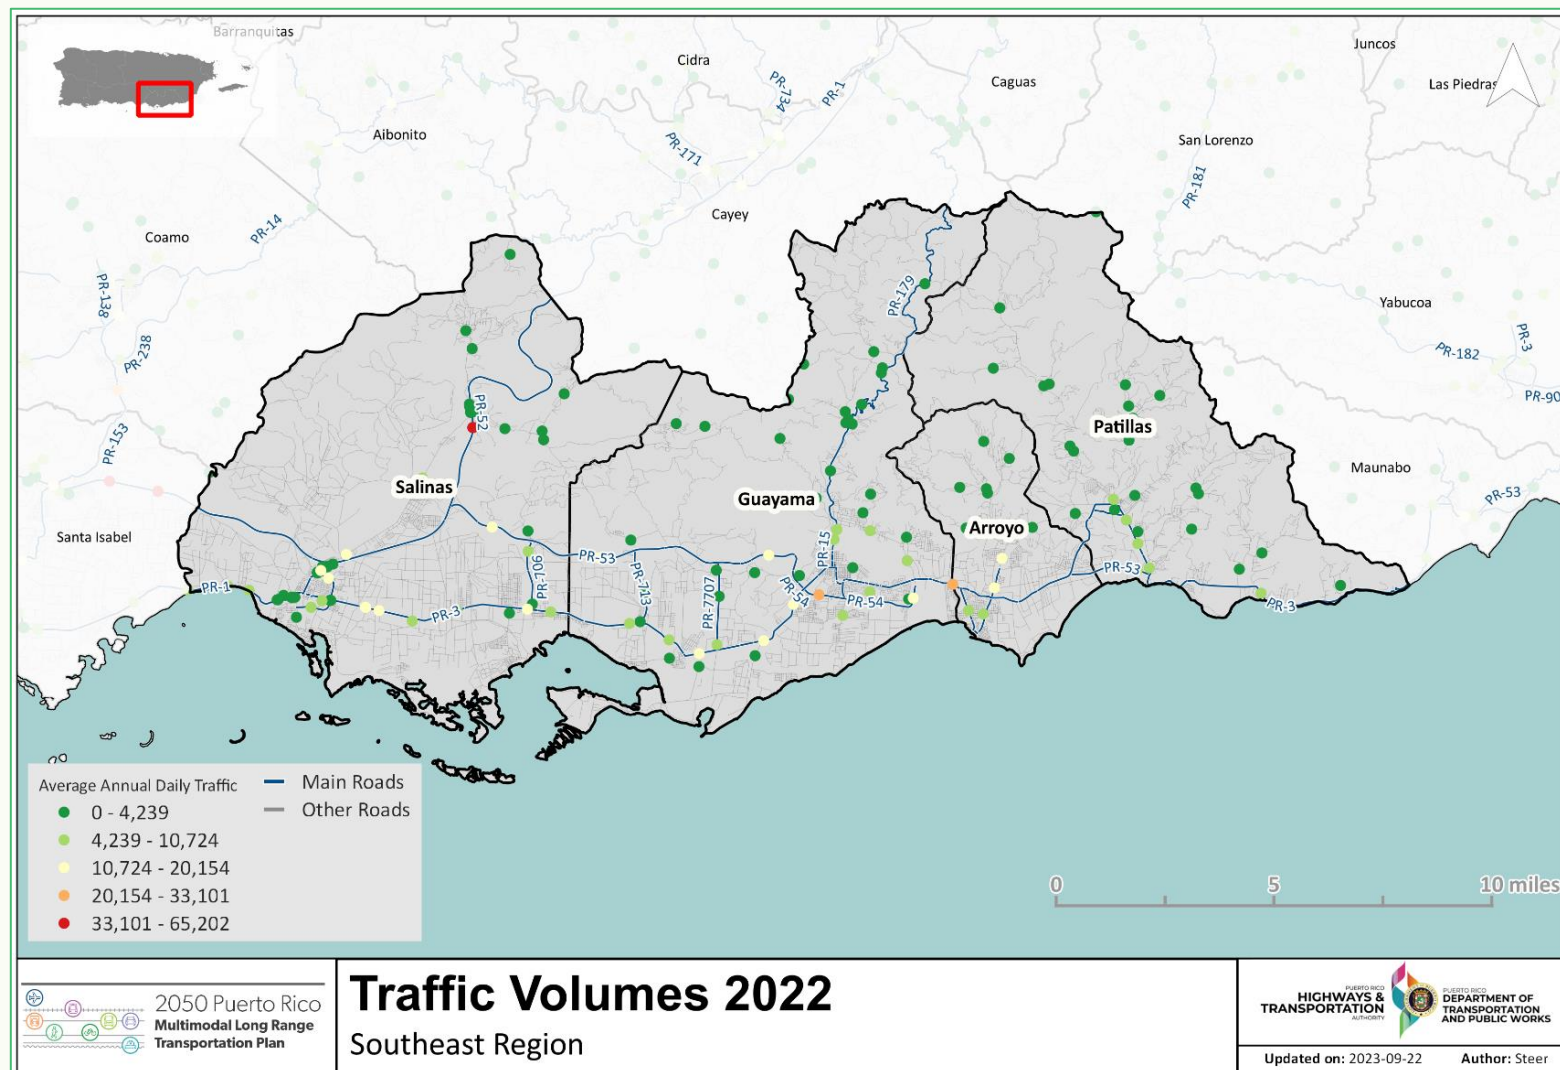 Barranquitas
Cidra
Juncos
Caguas
Las Piedras
PR-734
PR-1
Aibonito
PR-171
San Lorenzo
PR-181
Cayey
Coamo
PR-14
PR-138
PR-179
Yabucoa
PR-3
PR-238
PR-182
PR-90
PR-52
PR-153
Patillas
Maunabo
Salinas
Guayama
PR-53
Arroyo
Santa Isabel
PR-53
PR-15
PR-706
PR-53
PR-1
PR-713
PR-7707
PR-54
PR-54
PR-3
PR-3
Average Annual Daily Traffic
0 - 4,239
4,239 - 10,724
10,724 - 20,154
20,154 - 33,101
33,101 - 65,202
Main Roads
Other Roads
0 5 10 miles
2050 Puerto Rico
Multimodal Long Range
Transportation Plan
Traffic Volumes 2022
Southeast Region
PUERTO RICO
HIGHWAYS &
TRANSPORTATION
AUTHORITY
PUERTO RICO
DEPARTMENT OF
TRANSPORTATION
AND PUBLIC WORKS
Updated on: 2023-09-22 Author: Steer